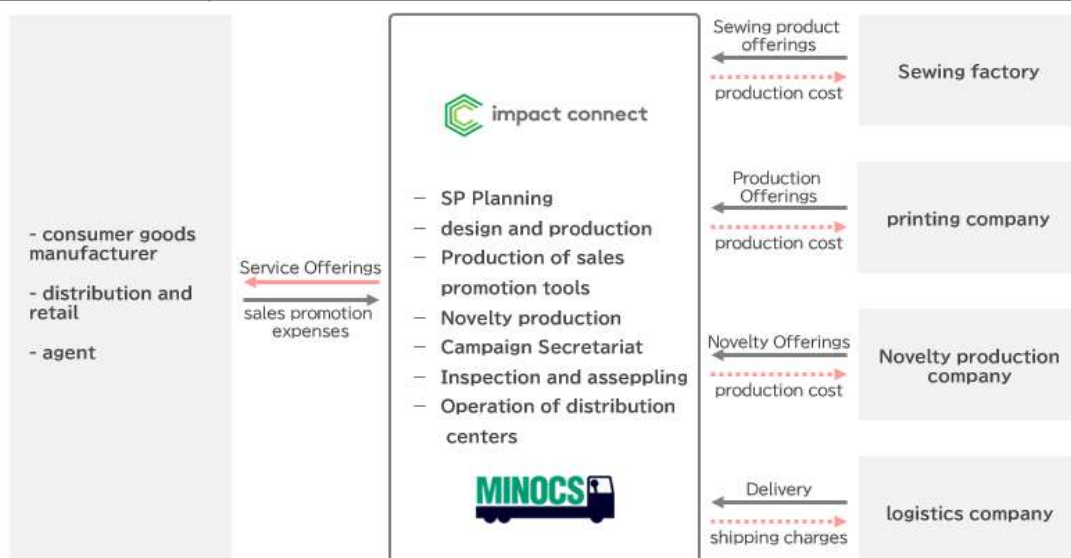 - consumer goods
manufacturer
- distribution and
retail
- agent
Service Offerings
sales promotion
expenses
impact connect
− SP Planning
− design and production
− Production of sales
promotion tools
− Novelty production
− Campaign Secretariat
− Inspection and asseppling
− Operation of distribution
centers
MINOCS
Sewing product
offerings
production cost
Sewing factory
Production
Offerings
production cost
printing company
Novelty Offerings
production cost
Novelty production
company
Delivery
shipping charges
logistics company